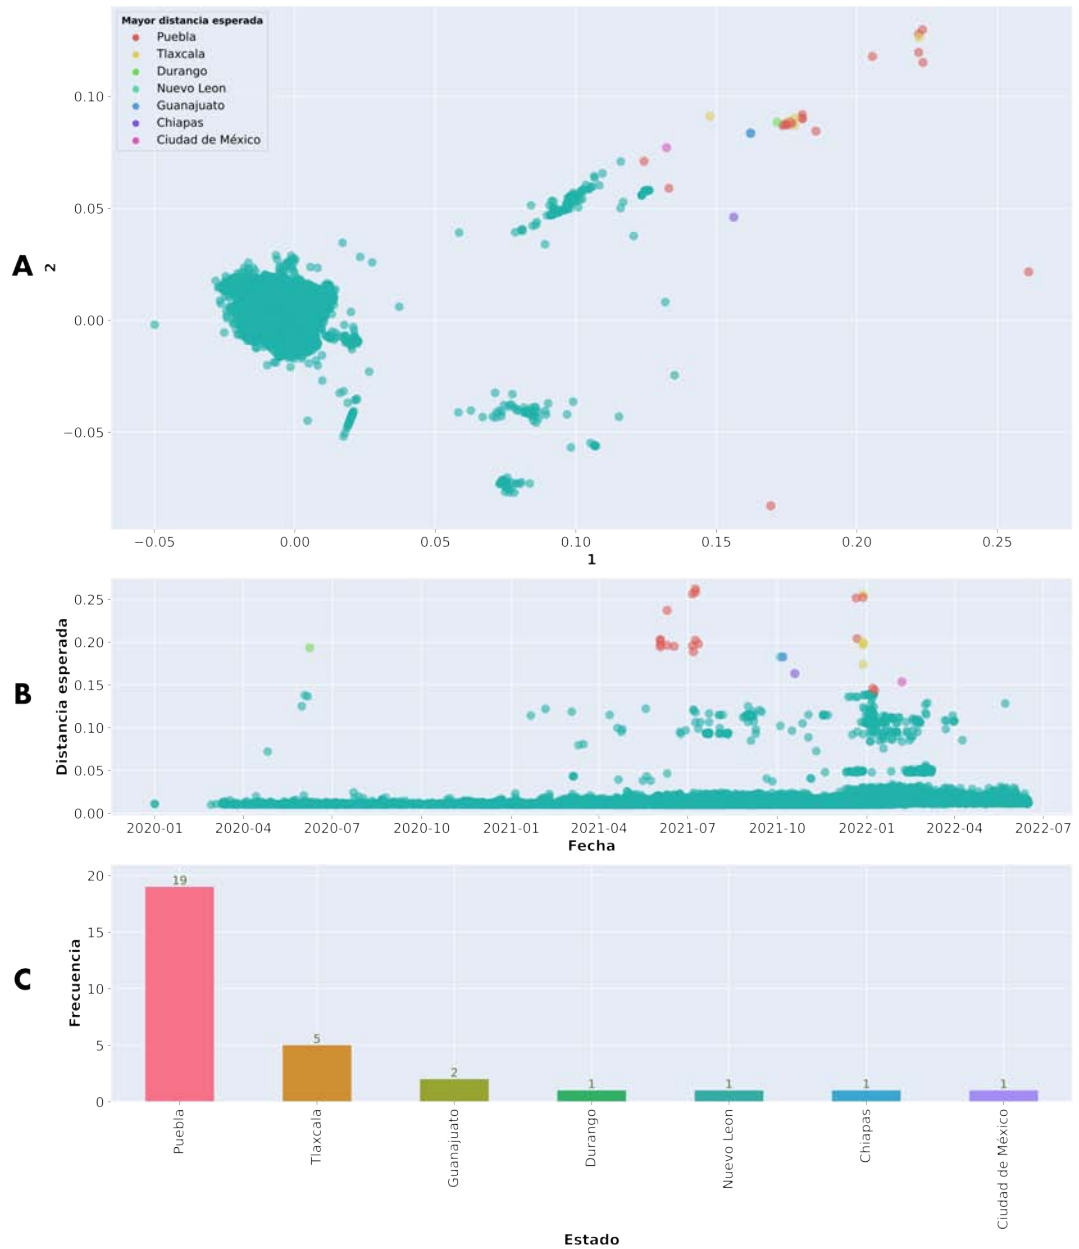 A
2
0.10
0.05
0.00
−0.05
Mayor distancia esperada
Puebla
Tlaxcala
Durango
Nuevo Leon
Guanajuato
Chiapas
Ciudad de México
−0.05 0.00 0.05 0.10 0.15 0.20 0.25
1
B
Distancia esperada
0.25
0.20
0.15
0.10
0.05
0.00
2020-01 2020-04 2020-07 2020-10 2021-01 2021-04 2021-07 2021-10 2022-01 2022-04 2022-07
Fecha
C
Frecuencia
20
15
10
5
0
19 5 2 1 1 1 1
Puebla
Tlaxcala
Guanajuato
Durango
Nuevo Leon
Chiapas
Ciudad de México
Estado